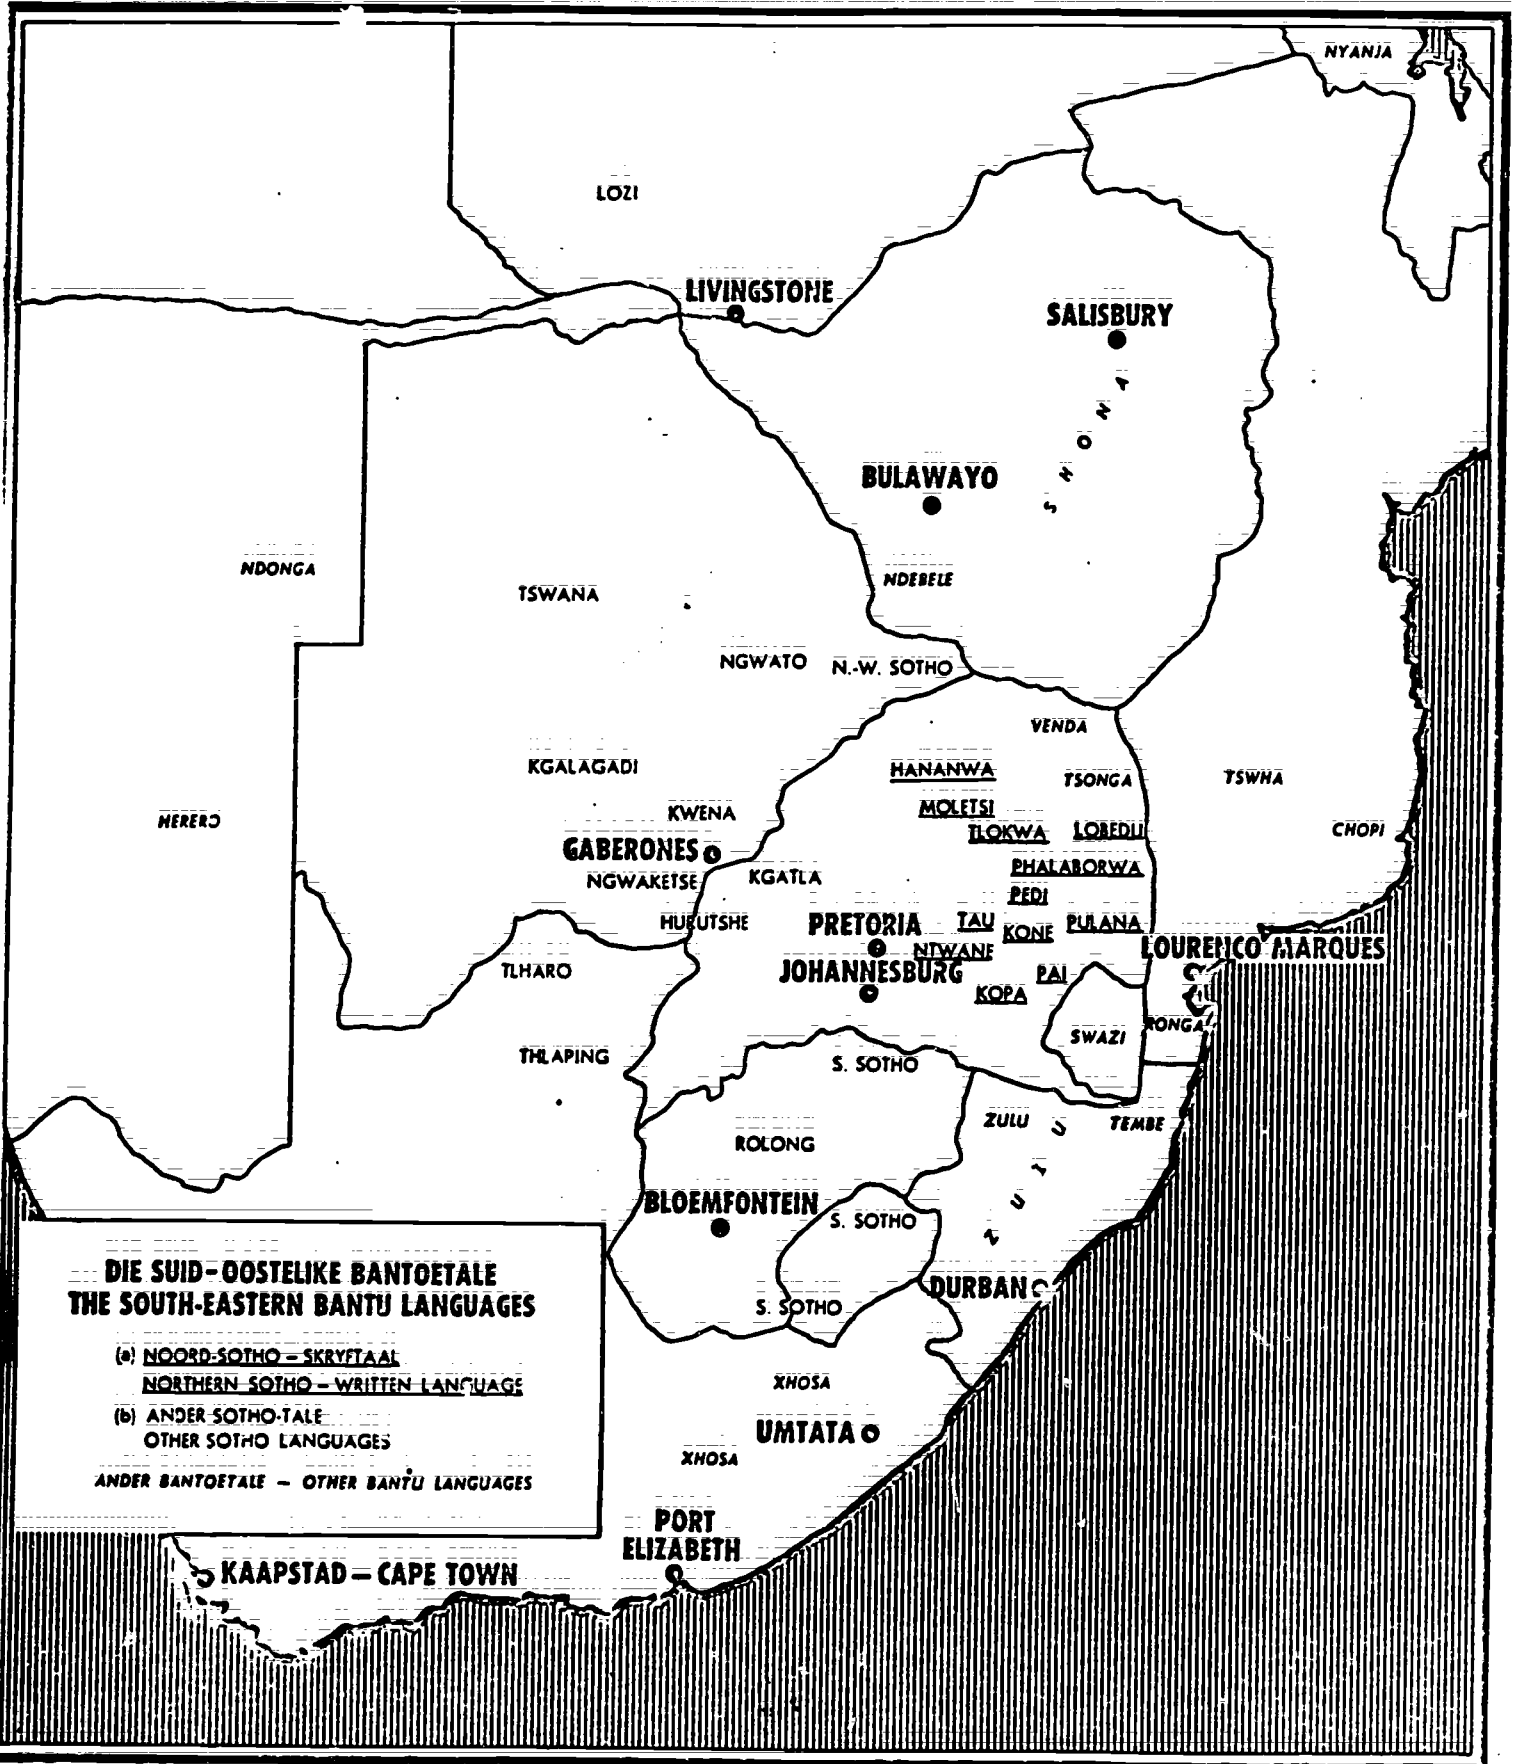 NYANJA
LOZI
LIVINGSTONE
SALISBURY
SHONA
BULAWAYO
NDONGA
NDEBELE
TSWANA
NGWATO
N.-W. SOTHO
VENDA
KGALAGADI
HANANWA
TSONGA
TSWHA
MOLETSI
KWENA
HERERO
TLOKWA
LOBEDU
CHOPI
GABERONES
PHALABORWA
NGWAKETSE
KGATLA
PEDI
HURUTSHE
PRETORIA
TAU
KONE
PULANA
NTWANE
LOURENCO MARQUES
TLHARO
JOHANNESBURG
PAI
KOPA
RONGA
SWAZI
THLAPING
S. SOTHO
ZULU
TEMBE
ROLONG
ZULU
BLOEMFONTEIN
S. SOTHO
DURBAN
S. SOTHO
XHOSA
UMTATA
XHOSA
PORT
ELIZABETH
KAAPSTAD – CAPE TOWN
DIE SUID-OOSTELIKE BANTOETALE
THE SOUTH-EASTERN BANTU LANGUAGES
(a) NOORD-SOTHO – SKRYFTAAL
NORTHERN SOTHO – WRITTEN LANGUAGE
(b) ANDER SOTHO-TALE
OTHER SOTHO LANGUAGES
ANDER BANTOETALE – OTHER BANTU LANGUAGES